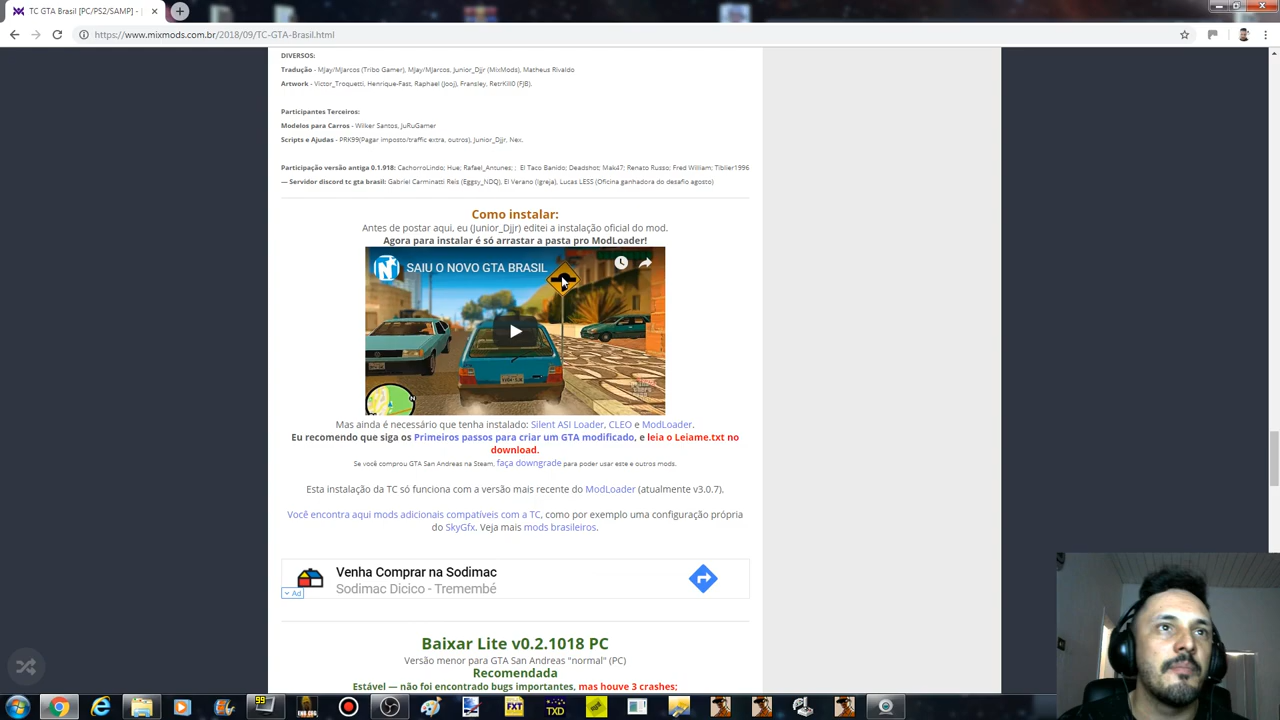 TC GTA Brasil [PC/PS2/SAMP] -
https://www.mixmods.com.br/2018/09/TC-GTA-Brasil.html
DIVERSOS:
Tradução - MJay/MJarcos (Tribo Gamer), MJay/MJarcos, Junior_Djjr (MixMods), Matheus Rivaldo
Artwork - Victor_Troquetti, Henrique-Fast, Raphael (Jooj), Fransley, RetrKill0 (FJB).
Participantes Terceiros:
Modelos para Carros - Wilker Santos, JuRuGamer
Scripts e Ajudas - PRK99(Pagar imposto/traffic extra, outros), Junior_Djjr, Nex.
Participação versão antiga 0.1.918: CachorroLindo; Hue; Rafael_Antunes; ; El Taco Banido; Deadshot; Mak47; Renato Russo; Fred William; Tiblier1996
— Servidor discord tc gta brasil: Gabriel Carminatti Reis (Eggsy_NDQ), El Verano (Igreja), Lucas LESS (Oficina ganhadora do desafio agosto)
Como instalar:
Antes de postar aqui, eu (Junior_Djjr) editei a instalação oficial do mod.
Agora para instalar é só arrastar a pasta pro ModLoader!
SAIU O NOVO GTA BRASIL
Mas ainda é necessário que tenha instalado: Silent ASI Loader, CLEO e ModLoader.
Eu recomendo que siga os Primeiros passos para criar um GTA modificado, e leia o Leiame.txt no
download.
Se você comprou GTA San Andreas na Steam, faça downgrade para poder usar este e outros mods.
Esta instalação da TC só funciona com a versão mais recente do ModLoader (atualmente v3.0.7).
Você encontra aqui mods adicionais compatíveis com a TC, como por exemplo uma configuração própria
do SkyGfx. Veja mais mods brasileiros.
Venha Comprar na Sodimac
Sodimac Dicico - Tremembé
Ad
Baixar Lite v0.2.1018 PC
Versão menor para GTA San Andreas "normal" (PC)
Recomendada
Estável — não foi encontrado bugs importantes, mas houve 3 crashes;
99
FXT
TXD